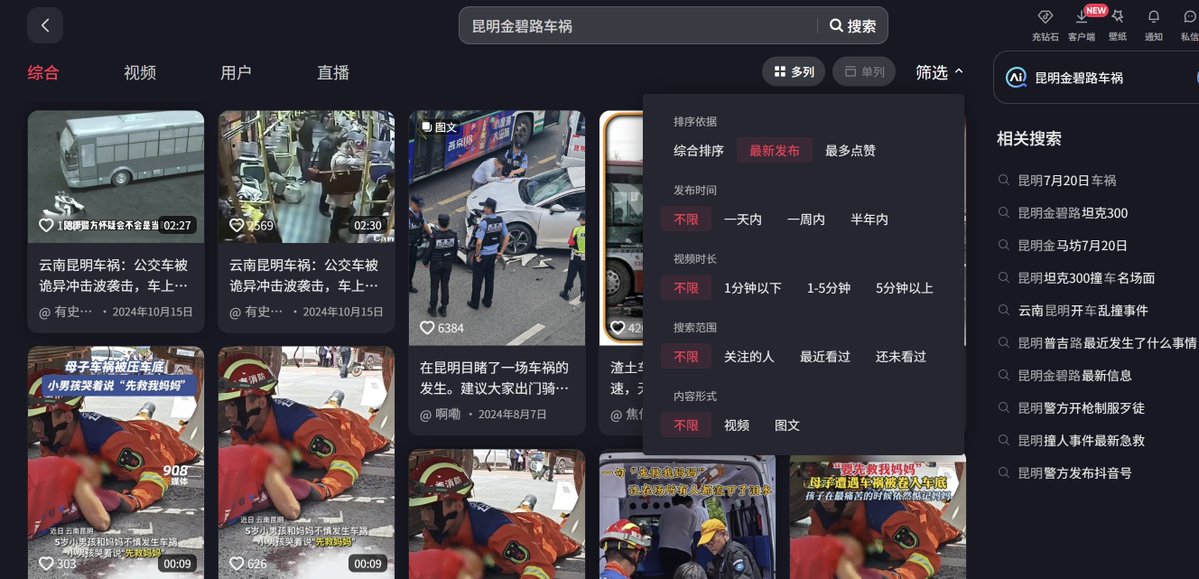 昆明金碧路车祸
搜索
充钻石
NEW
客户端
壁纸
通知
私信
综合
视频
用户
直播
多列
单列
筛选
昆明金碧路车祸
排序依据
综合排序
最新发布
最多点赞
发布时间
不限
一天内
一周内
半年内
视频时长
不限
1分钟以下
1-5分钟
5分钟以上
搜索范围
不限
关注的人
最近看过
还未看过
内容形式
不限
视频
图文
相关搜索
昆明7月20日车祸
昆明金碧路坦克300
昆明金马坊7月20日
昆明坦克300撞车名场面
云南昆明开车乱撞事件
昆明普吉路最近发生了什么事情
昆明金碧路最新信息
昆明警方开枪制服歹徒
昆明撞人事件最新急救
昆明警方发布抖音号
警方怀疑会不会是当
02:27
云南昆明车祸：公交车被
诡异冲击波袭击，车上…
@ 有史… · 2024年10月15日
2569
02:30
云南昆明车祸：公交车被
诡异冲击波袭击，车上…
@ 有史… · 2024年10月15日
图文
6384
在昆明目睹了一场车祸的
发生。建议大家出门骑…
@ 啊嘞 · 2024年8月7日
渣土车
速，
母子车祸被压车底
小男孩哭着说“先救我妈妈”
908
媒体
近日 云南昆明
5岁小男孩和妈妈不慎发生车祸
小男孩哭着说“先救妈妈”
303
00:09
近日 云南昆明
5岁小男孩和妈妈不慎发生车祸
小男孩哭着说“先救妈妈”
626
00:09
一句“先救我妈妈”
“要先救我妈妈”
母子遭遇车祸被卷入车底
孩子在最痛苦的时候依然惦记妈妈